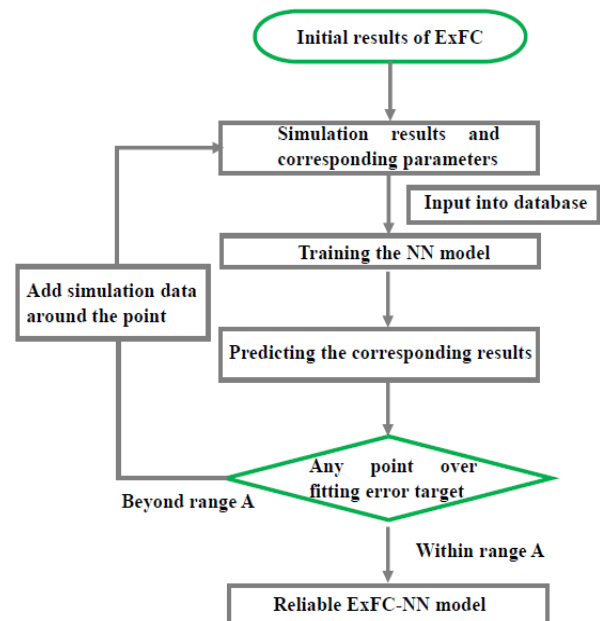 Initial results of ExFC
Simulation results and
corresponding parameters
Input into database
Training the NN model
Add simulation data
around the point
Predicting the corresponding results
Any point over
fitting error target
Beyond range A
Within range A
Reliable ExFC-NN model